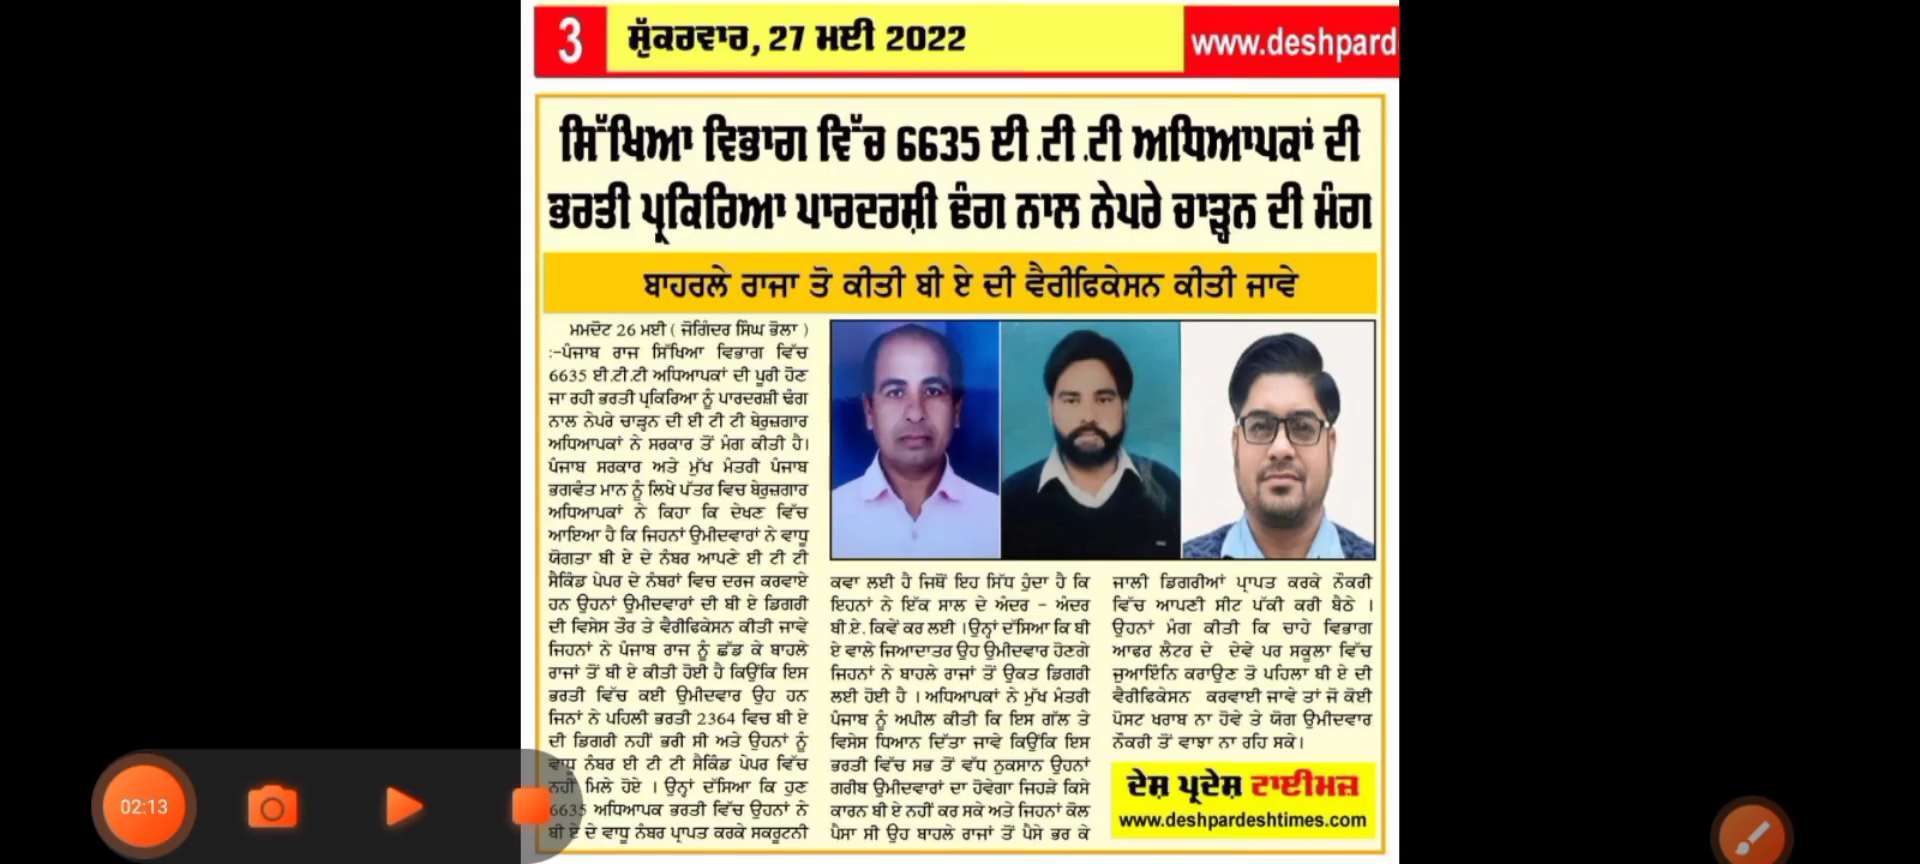 3
ਸ਼ੁੱਕਰਵਾਰ, 27 ਮਈ 2022
www.deshpard
ਸਿੱਖਿਆ ਵਿਭਾਗ ਵਿੱਚ 6635 ਈ.ਟੀ.ਟੀ ਅਧਿਆਪਕਾਂ ਦੀ
ਭਰਤੀ ਪ੍ਰਕਿਰਿਆ ਪਾਰਦਰਸ਼ੀ ਢੰਗ ਨਾਲ ਨੇਪਰੇ ਚਾੜ੍ਹਨ ਦੀ ਮੰਗ
ਬਾਹਰਲੇ ਰਾਜਾ ਤੋ ਕੀਤੀ ਬੀ ਏ ਦੀ ਵੈਰੀਫਿਕੇਸਨ ਕੀਤੀ ਜਾਵੇ
ਮਮਦੋਟ 26 ਮਈ ( ਜੋਗਿੰਦਰ ਸਿੰਘ ਭੋਲਾ )
:-ਪੰਜਾਬ ਰਾਜ ਸਿੱਖਿਆ ਵਿਭਾਗ ਵਿੱਚ
6635 ਈ.ਟੀ.ਟੀ ਅਧਿਆਪਕਾਂ ਦੀ ਪੂਰੀ ਹੋਣ
ਜਾ ਰਹੀ ਭਰਤੀ ਪ੍ਰਕਿਰਿਆ ਨੂੰ ਪਾਰਦਰਸ਼ੀ ਢੰਗ
ਨਾਲ ਨੇਪਰੇ ਚਾੜ੍ਹਨ ਦੀ ਈ ਟੀ ਟੀ ਬੇਰੁਜ਼ਗਾਰ
ਅਧਿਆਪਕਾਂ ਨੇ ਸਰਕਾਰ ਤੋਂ ਮੰਗ ਕੀਤੀ ਹੈ।
ਪੰਜਾਬ ਸਰਕਾਰ ਅਤੇ ਮੁੱਖ ਮੰਤਰੀ ਪੰਜਾਬ
ਭਗਵੰਤ ਮਾਨ ਨੂੰ ਲਿਖੇ ਪੱਤਰ ਵਿਚ ਬੇਰੁਜ਼ਗਾਰ
ਅਧਿਆਪਕਾਂ ਨੇ ਕਿਹਾ ਕਿ ਦੇਖਣ ਵਿੱਚ
ਆਇਆ ਹੈ ਕਿ ਜਿਹਨਾਂ ਉਮੀਦਵਾਰਾਂ ਨੇ ਵਾਧੂ
ਯੋਗਤਾ ਬੀ ਏ ਦੇ ਨੰਬਰ ਆਪਣੇ ਈ ਟੀ ਟੀ
ਸੈਕਿੰਡ ਪੇਪਰ ਦੇ ਨੰਬਰਾਂ ਵਿਚ ਦਰਜ ਕਰਵਾਏ
ਹਨ ਉਹਨਾਂ ਉਮੀਦਵਾਰਾਂ ਦੀ ਬੀ ਏ ਡਿਗਰੀ
ਦੀ ਵਿਸੇਸ ਤੌਰ ਤੇ ਵੈਰੀਫਿਕੇਸਨ ਕੀਤੀ ਜਾਵੇ
ਜਿਹਨਾਂ ਨੇ ਪੰਜਾਬ ਰਾਜ ਨੂੰ ਛੱਡ ਕੇ ਬਾਹਲੇ
ਰਾਜਾਂ ਤੋਂ ਬੀ ਏ ਕੀਤੀ ਹੋਈ ਹੈ ਕਿਉਂਕਿ ਇਸ
ਭਰਤੀ ਵਿੱਚ ਕਈ ਉਮੀਦਵਾਰ ਉਹ ਹਨ
ਜਿਨਾਂ ਨੇ ਪਹਿਲੀ ਭਰਤੀ 2364 ਵਿਚ ਬੀ ਏ
ਦੀ ਡਿਗਰੀ ਨਹੀਂ ਭਰੀ ਸੀ ਅਤੇ ਉਹਨਾਂ ਨੂੰ
ਵਾਧੂ ਨੰਬਰ ਈ ਟੀ ਟੀ ਸੈਕਿੰਡ ਪੇਪਰ ਵਿੱਚ
ਨਹੀਂ ਮਿਲੇ ਹੋਏ । ਉਨ੍ਹਾਂ ਦੱਸਿਆ ਕਿ ਹੁਣ
6635 ਅਧਿਆਪਕ ਭਰਤੀ ਵਿੱਚ ਉਹਨਾਂ ਨੇ
ਬੀ ਏ ਦੇ ਵਾਧੂ ਨੰਬਰ ਪ੍ਰਾਪਤ ਕਰਕੇ ਸਕਰੂਟਨੀ
ਕਵਾ ਲਈ ਹੈ ਜਿਥੋਂ ਇਹ ਸਿੱਧ ਹੁੰਦਾ ਹੈ ਕਿ
ਇਹਨਾਂ ਨੇ ਇੱਕ ਸਾਲ ਦੇ ਅੰਦਰ - ਅੰਦਰ
ਬੀ.ਏ. ਕਿਵੇਂ ਕਰ ਲਈ ।ਉਨ੍ਹਾਂ ਦੱਸਿਆ ਕਿ ਬੀ
ਏ ਵਾਲੇ ਜਿਆਦਾਤਰ ਉਹ ਉਮੀਦਵਾਰ ਹੋਣਗੇ
ਜਿਹਨਾਂ ਨੇ ਬਾਹਲੇ ਰਾਜਾਂ ਤੋਂ ਉਕਤ ਡਿਗਰੀ
ਲਈ ਹੋਈ ਹੈ । ਅਧਿਆਪਕਾਂ ਨੇ ਮੁੱਖ ਮੰਤਰੀ
ਪੰਜਾਬ ਨੂੰ ਅਪੀਲ ਕੀਤੀ ਕਿ ਇਸ ਗੱਲ ਤੇ
ਵਿਸੇਸ ਧਿਆਨ ਦਿੱਤਾ ਜਾਵੇ ਕਿਉਂਕਿ ਇਸ
ਭਰਤੀ ਵਿੱਚ ਸਭ ਤੋਂ ਵੱਧ ਨੁਕਸਾਨ ਉਹਨਾਂ
ਗਰੀਬ ਉਮੀਦਵਾਰਾਂ ਦਾ ਹੋਵੇਗਾ ਜਿਹੜੇ ਕਿਸੇ
ਕਾਰਨ ਬੀ ਏ ਨਹੀਂ ਕਰ ਸਕੇ ਅਤੇ ਜਿਹਨਾਂ ਕੋਲ
ਪੈਸਾ ਸੀ ਉਹ ਬਾਹਲੇ ਰਾਜਾਂ ਤੋਂ ਪੈਸੇ ਭਰ ਕੇ
ਜਾਲੀ ਡਿਗਰੀਆਂ ਪ੍ਰਾਪਤ ਕਰਕੇ ਨੌਕਰੀ
ਵਿੱਚ ਆਪਣੀ ਸੀਟ ਪੱਕੀ ਕਰੀ ਬੈਠੇ ।
ਉਹਨਾਂ ਮੰਗ ਕੀਤੀ ਕਿ ਚਾਹੇ ਵਿਭਾਗ
ਆਫਰ ਲੈਟਰ ਦੇ ਦੇਵੇ ਪਰ ਸਕੂਲਾ ਵਿੱਚ
ਜੁਆਇੰਨਿ ਕਰਾਉਣ ਤੋ ਪਹਿਲਾ ਬੀ ਏ ਦੀ
ਵੈਰੀਫਿਕੇਸਨ ਕਰਵਾਈ ਜਾਵੇ ਤਾਂ ਜੋ ਕੋਈ
ਪੋਸਟ ਖਰਾਬ ਨਾ ਹੋਵੇ ਤੇ ਯੋਗ ਉਮੀਦਵਾਰ
ਨੌਕਰੀ ਤੋਂ ਵਾਝਾ ਨਾ ਰਹਿ ਸਕੇ।
ਦੇਸ਼ ਪ੍ਰਦੇਸ਼ ਟਾਈਮਜ਼
www.deshpardeshtimes.com
02:13